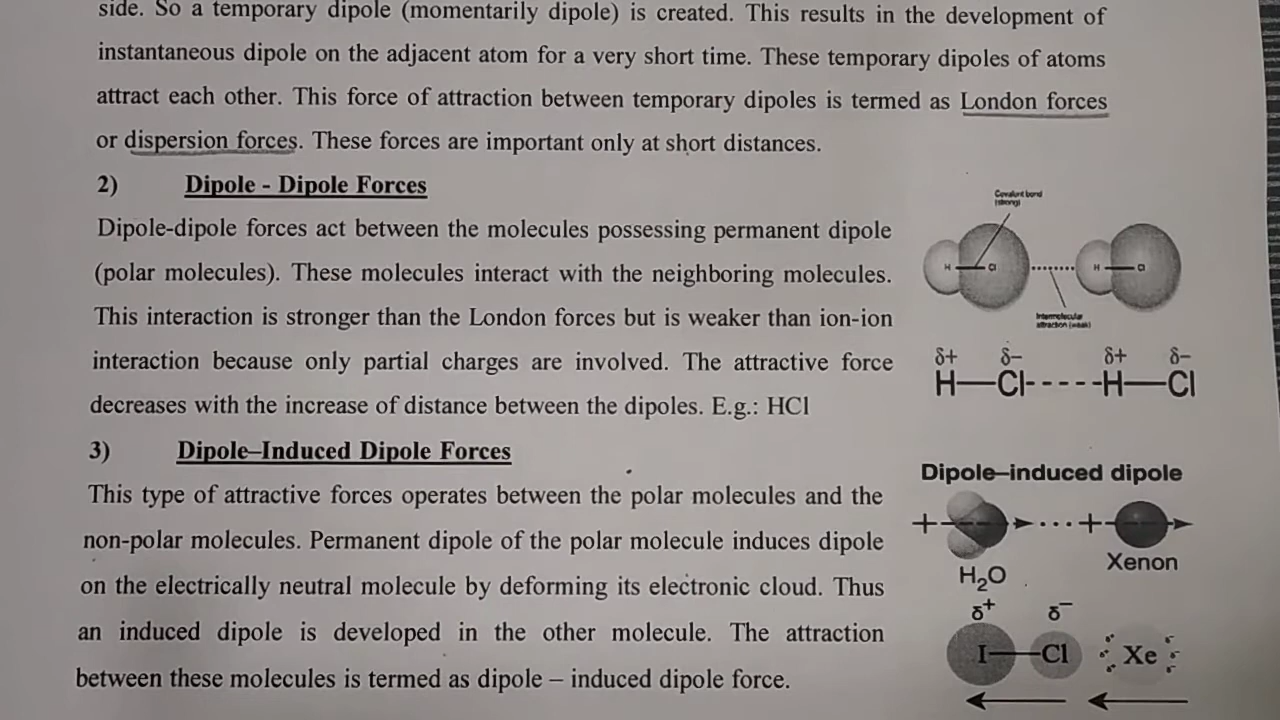 side. So a temporary dipole (momentarily dipole) is created. This results in the development of
instantaneous dipole on the adjacent atom for a very short time. These temporary dipoles of atoms
attract each other. This force of attraction between temporary dipoles is termed as London forces
or dispersion forces. These forces are important only at short distances.
2) Dipole - Dipole Forces
Dipole-dipole forces act between the molecules possessing permanent dipole
(polar molecules). These molecules interact with the neighboring molecules.
This interaction is stronger than the London forces but is weaker than ion-ion
interaction because only partial charges are involved. The attractive force
decreases with the increase of distance between the dipoles. E.g.: HCl
Covalent bond
(strong)
H Cl H Cl
Intermolecular
attraction (weak)
δ+ δ– δ+ δ–
H—Cl-----H—Cl
3) Dipole–Induced Dipole Forces
This type of attractive forces operates between the polar molecules and the
non-polar molecules. Permanent dipole of the polar molecule induces dipole
on the electrically neutral molecule by deforming its electronic cloud. Thus
an induced dipole is developed in the other molecule. The attraction
between these molecules is termed as dipole – induced dipole force.
Dipole–induced dipole
+ ... +
H₂O Xenon
δ+ δ–
I—Cl Xe